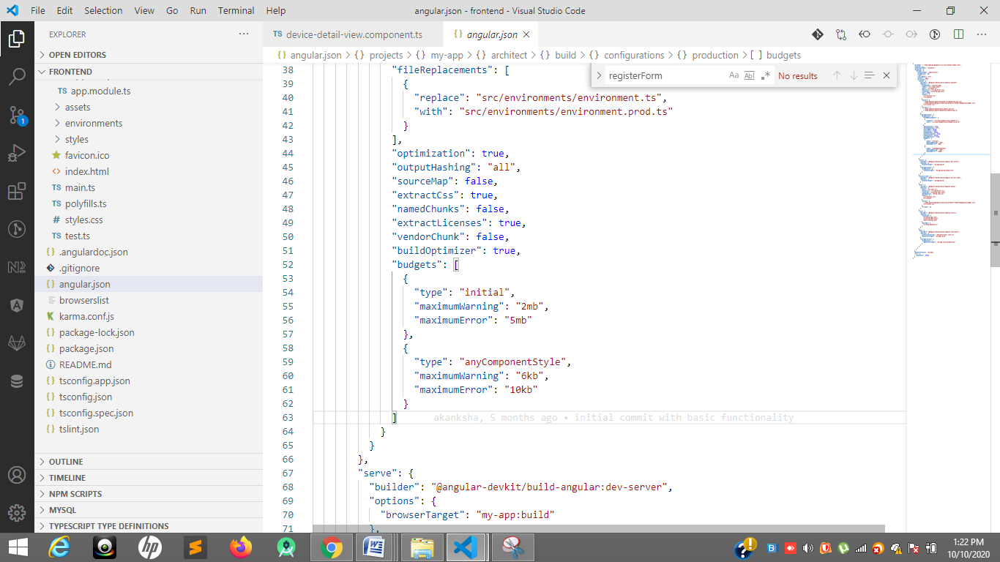 File Edit Selection View Go Run Terminal Help
angular.json - frontend - Visual Studio Code
EXPLORER
OPEN EDITORS
FRONTEND
TS app.module.ts
assets
environments
styles
favicon.ico
<> index.html
TS main.ts
TS polyfills.ts
# styles.css
TS test.ts
{} .angulardoc.json
.gitignore
{} angular.json
browserslist
K karma.conf.js
{} package-lock.json
{} package.json
README.md
{} tsconfig.app.json
{} tsconfig.json
{} tsconfig.spec.json
{} tslint.json
OUTLINE
TIMELINE
NPM SCRIPTS
MYSQL
TYPESCRIPT TYPE DEFINITIONS
1
TS device-detail-view.component.ts
{} angular.json
{} angular.json > {} projects > {} my-app > {} architect > {} build > {} configurations > {} production > [ ] budgets
registerForm Aa Abl No results
38 "fileReplacements": [
39 {
40 "replace": "src/environments/environment.ts",
41 "with": "src/environments/environment.prod.ts"
42 }
43 ],
44 "optimization": true,
45 "outputHashing": "all",
46 "sourceMap": false,
47 "extractCss": true,
48 "namedChunks": false,
49 "extractLicenses": true,
50 "vendorChunk": false,
51 "buildOptimizer": true,
52 "budgets": [
53 {
54 "type": "initial",
55 "maximumWarning": "2mb",
56 "maximumError": "5mb"
57 },
58 {
59 "type": "anyComponentStyle",
60 "maximumWarning": "6kb",
61 "maximumError": "10kb"
62 }
63 ] akanksha, 5 months ago • initial commit with basic functionality
64 }
65 }
66 },
67 "serve": {
68 "builder": "@angular-devkit/build-angular:dev-server",
69 "options": {
70 "browserTarget": "my-app:build"
71 },
1:22 PM
10/10/2020